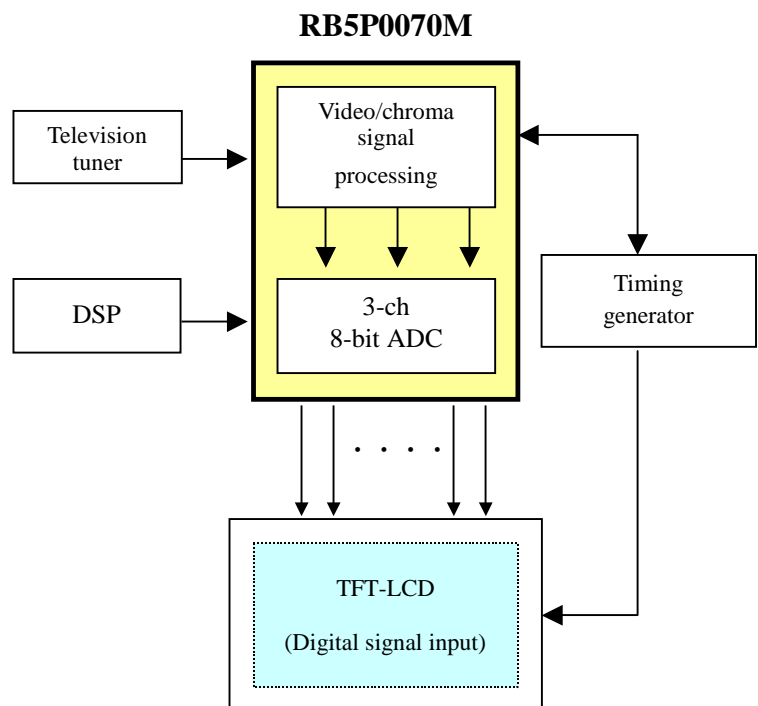 RB5P0070M
Television
tuner
Video/chroma
signal
processing
DSP
3-ch
8-bit ADC
Timing
generator
. . . .
TFT-LCD
(Digital signal input)